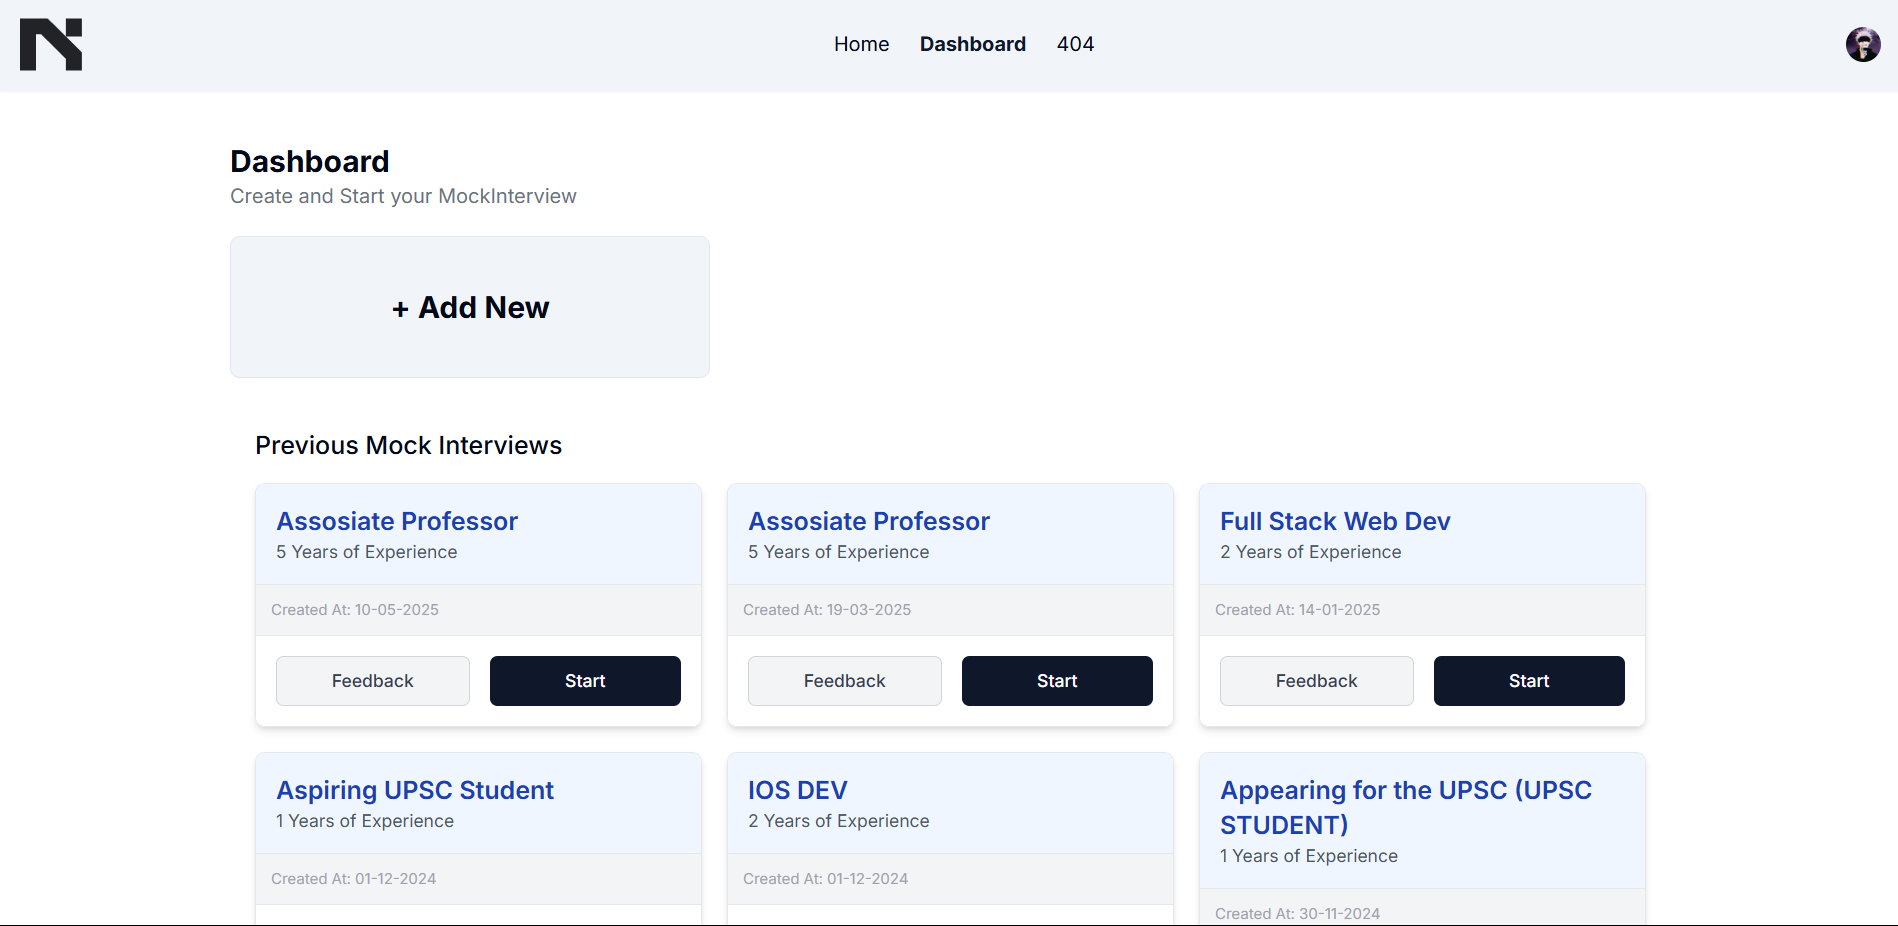 Home Dashboard 404
Dashboard
Create and Start your MockInterview
+ Add New
Previous Mock Interviews
Assosiate Professor
5 Years of Experience
Created At: 10-05-2025
Feedback Start
Assosiate Professor
5 Years of Experience
Created At: 19-03-2025
Feedback Start
Full Stack Web Dev
2 Years of Experience
Created At: 14-01-2025
Feedback Start
Aspiring UPSC Student
1 Years of Experience
Created At: 01-12-2024
IOS DEV
2 Years of Experience
Created At: 01-12-2024
Appearing for the UPSC (UPSC
STUDENT)
1 Years of Experience
Created At: 30-11-2024